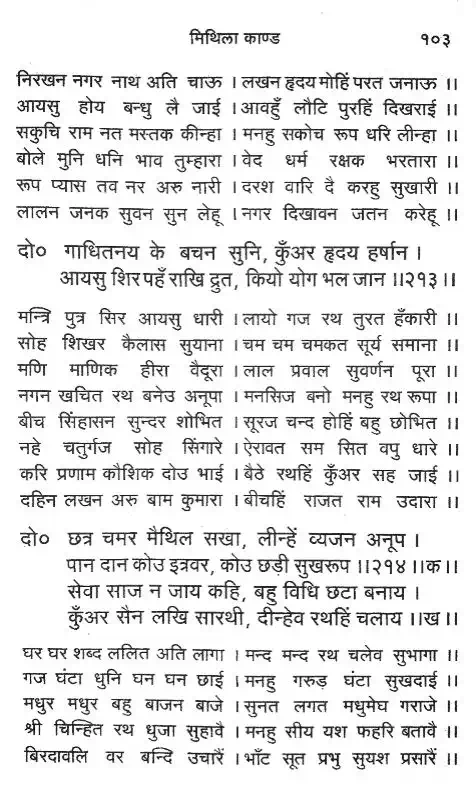 मिथिला काण्ड १०३
निरखन नगर नाथ अति चाऊ । लखन हृदय मोहिं परत जनाऊ ।।
आयसु होय बन्धु लै जाई । आवहुँ लौटि पुरहिं दिखराई ।।
सकुचि राम नत मस्तक कीन्हा । मनहु सकोच रूप धरि लीन्हा ।।
बोले मुनि धनि भाव तुम्हारा । वेद धर्म रक्षक भरतारा ।।
रूप प्यास तव नर अरु नारी । दरश वारि दै करहु सुखारी ।।
लालन जनक सुवन सुन लेहू । नगर दिखावन जतन करेहू ।।
दो० गाधितनय के बचन सुनि, कुँअर हृदय हर्षान ।
आयसु शिर पहँ राखि द्रुत, कियो योग भल जान ।।२१३ ।।
मन्त्रि पुत्र सिर आयसु धारी । लायो गज रथ तुरत हँकारी ।।
सोह शिखर कैलास सुयाना । चम चम चमकत सूर्य समाना ।।
मणि माणिक हीरा वैदूरा । लाल प्रवाल सुवर्णन पूरा ।।
नगन खचित रथ बनेउ अनूपा । मनसिज बनो मनहु रथ रूपा ।।
बीच सिंहासन सुन्दर शोभित । सूरज चन्द होहिं बहु छोभित ।।
नहे चतुर्गज सोह सिंगारे । ऐरावत सम सित वपु धारे ।।
करि प्रणाम कौशिक दोउ भाई । बैठे रथहिं कुँअर सह जाई ।।
दहिन लखन अरु बाम कुमारा । बीचहिं राजत राम उदारा ।।
दो० छत्र चमर मैथिल सखा, लीन्हें व्यजन अनूप ।
पान दान कोउ इत्रवर, कोउ छड़ी सुखरूप ।।२१४ ।।क।।
सेवा साज न जाय कहि, बहु विधि छटा बनाय ।
कुँअर सैन लखि सारथी, दीन्हेव रथहिं चलाय ।।ख।।
घर घर शब्द ललित अति लागा । मन्द मन्द रथ चलेव सुभागा ।।
गज घंटा धुनि घन घन छाई । मनहु गरुड़ घंटा सुखदाई ।।
मधुर मधुर बहु बाजन बाजे । सुनत लगत मधुमेघ गराजे ।।
श्री चिन्हित रथ धुजा सुहावै । मनहु सीय यश फहरि बतावै ।।
बिरदावलि वर बन्दि उचारैं । भाँट सूत प्रभु सुयश प्रसारैं ।।